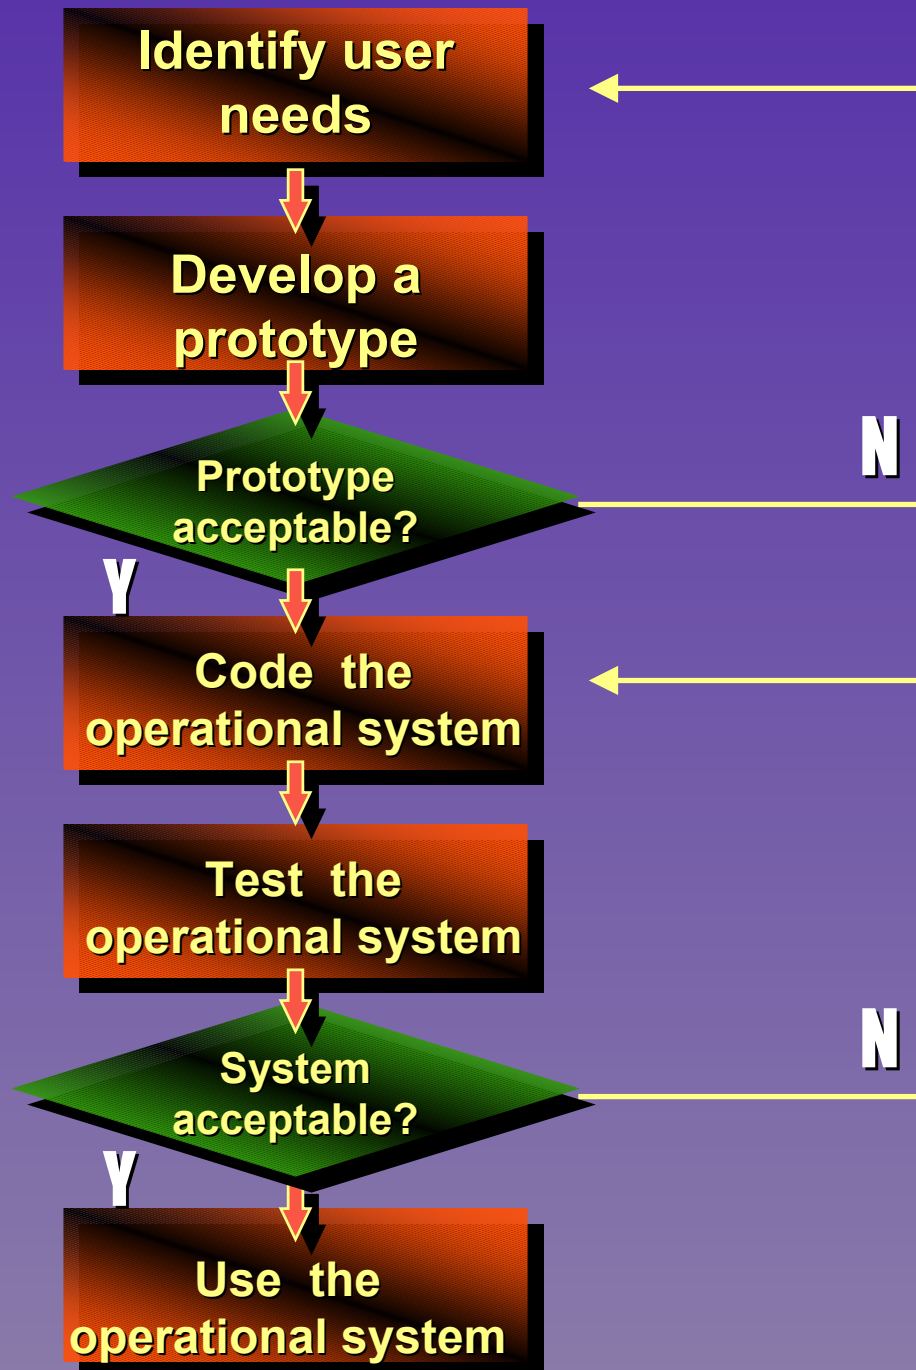 Identify user
needs
Develop a
prototype
N
Prototype
acceptable?
Y
Code the
operational system
Test the
operational system
N
System
acceptable?
Y
Use the
operational system